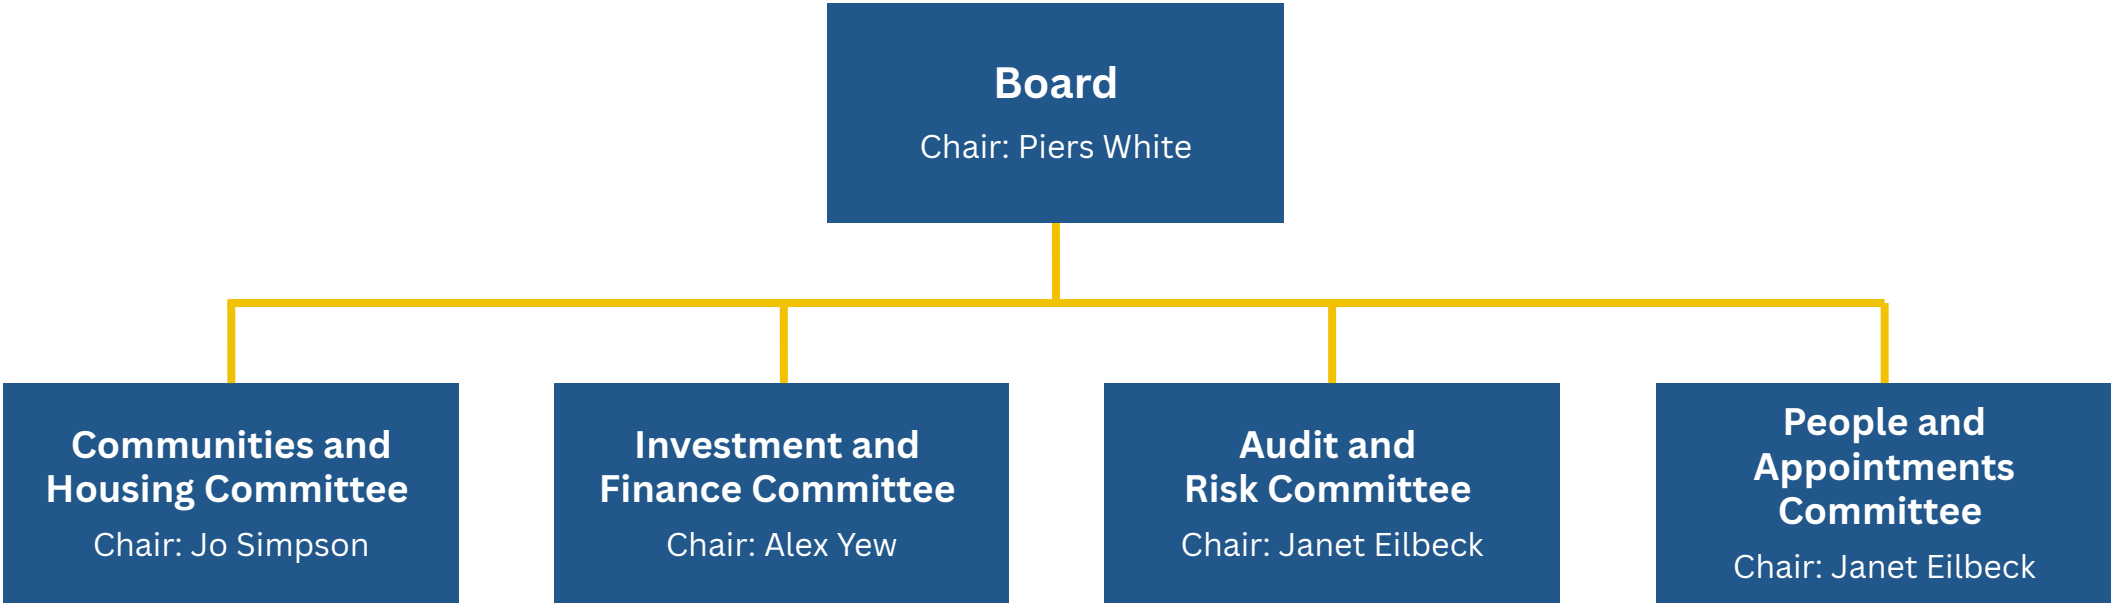 Board
Chair: Piers White
Communities and
Housing Committee
Chair: Jo Simpson
Investment and
Finance Committee
Chair: Alex Yew
Audit and
Risk Committee
Chair: Janet Eilbeck
People and
Appointments
Committee
Chair: Janet Eilbeck